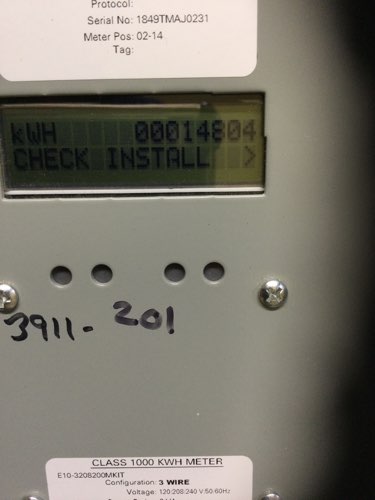 Protocol:
Serial No: 1849TMAJ0231
Meter Pos: 02-14
Tag:
kWH 00014804
CHECK INSTALL >
3911- 201
CLASS 1000 KWH METER
E10-3208200MKIT
Configuration: 3 WIRE
Voltage: 120:208:240 V:50:60Hz